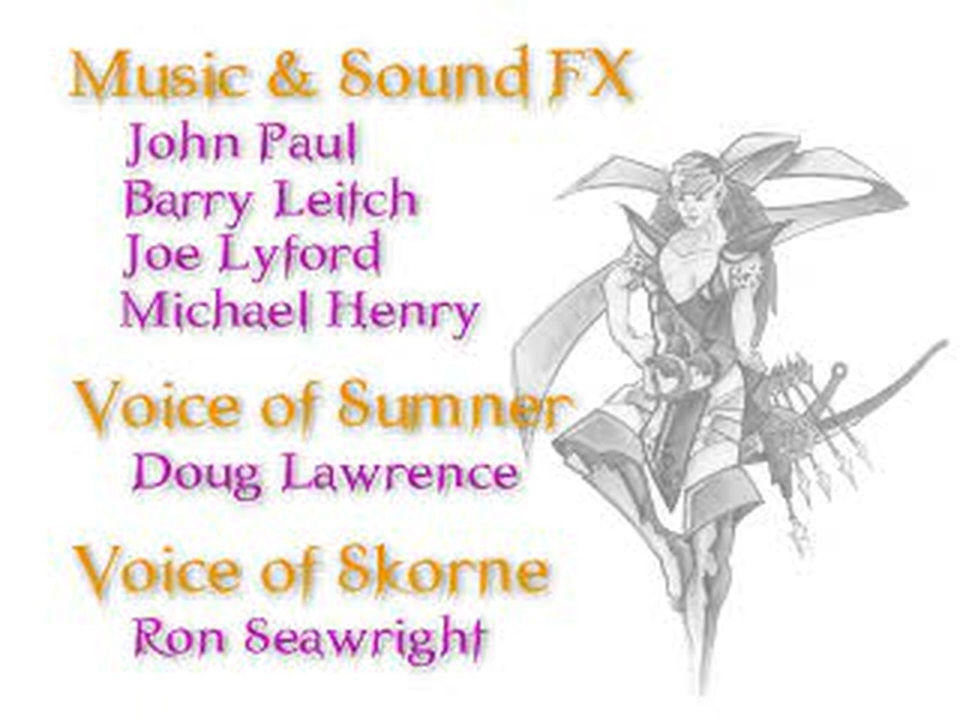 Music & Sound FX
John Paul
Barry Leitch
Joe Lyford
Michael Henry
Voice of Sumner
Doug Lawrence
Voice of Skorne
Ron Seawright